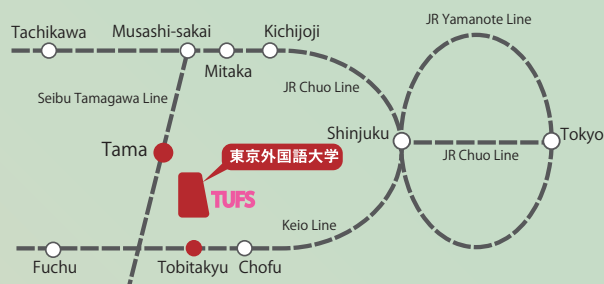 JR Yamanote Line
Tachikawa
Musashi-sakai
Kichijoji
Mitaka
JR Chuo Line
Seibu Tamagawa Line
Shinjuku
Tokyo
JR Chuo Line
Tama
東京外国語大学
TUFS
Keio Line
Fuchu
Tobitakyu
Chofu